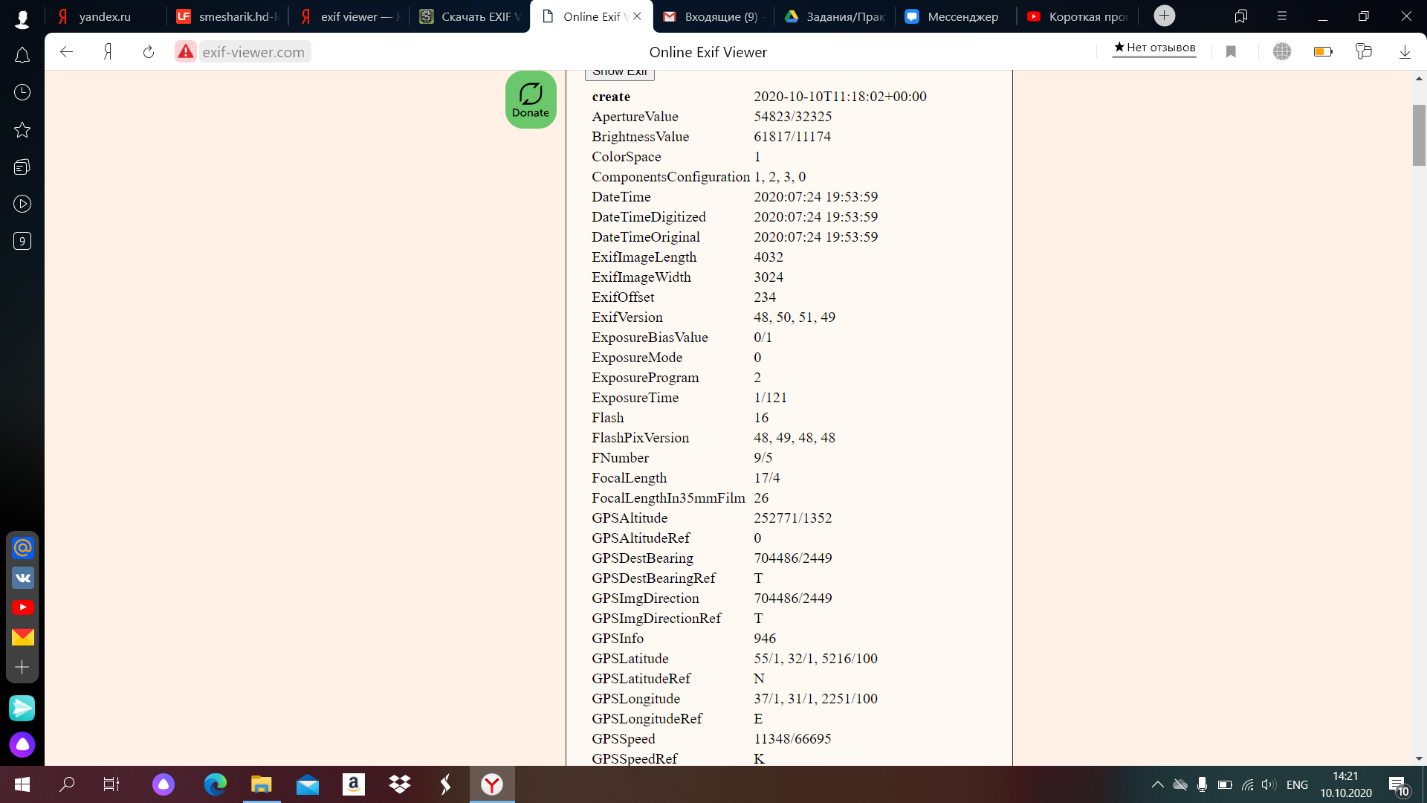 yandex.ru
smesharik.hd-l
exif viewer — Я
Скачать EXIF V
Online Exif V
Входящие (9) -
Задания/Прак
Мессенджер
Короткая прог
exif-viewer.com
Online Exif Viewer
★ Нет отзывов
Show Exif
Donate
create 2020-10-10T11:18:02+00:00
ApertureValue 54823/32325
BrightnessValue 61817/11174
ColorSpace 1
ComponentsConfiguration 1, 2, 3, 0
DateTime 2020:07:24 19:53:59
DateTimeDigitized 2020:07:24 19:53:59
DateTimeOriginal 2020:07:24 19:53:59
ExifImageLength 4032
ExifImageWidth 3024
ExifOffset 234
ExifVersion 48, 50, 51, 49
ExposureBiasValue 0/1
ExposureMode 0
ExposureProgram 2
ExposureTime 1/121
Flash 16
FlashPixVersion 48, 49, 48, 48
FNumber 9/5
FocalLength 17/4
FocalLengthIn35mmFilm 26
GPSAltitude 252771/1352
GPSAltitudeRef 0
GPSDestBearing 704486/2449
GPSDestBearingRef T
GPSImgDirection 704486/2449
GPSImgDirectionRef T
GPSInfo 946
GPSLatitude 55/1, 32/1, 5216/100
GPSLatitudeRef N
GPSLongitude 37/1, 31/1, 2251/100
GPSLongitudeRef E
GPSSpeed 11348/66695
GPSSpeedRef K
9
ENG
14:21
10.10.2020
10